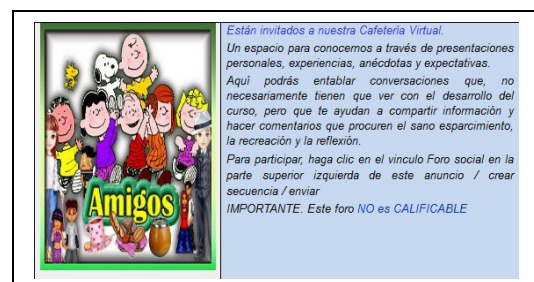 Están invitados a nuestra Cafetería Virtual.
Un espacio para conocernos a través de presentaciones
personales, experiencias, anécdotas y expectativas.
Aquí podrás entablar conversaciones que, no
necesariamente tienen que ver con el desarrollo del
curso, pero que te ayudan a compartir información y
hacer comentarios que procuren el sano esparcimiento,
la recreación y la reflexión.
Para participar, haga clic en el vinculo Foro social en la
parte superior izquierda de este anuncio / crear
secuencia / enviar
IMPORTANTE. Este foro NO es CALIFICABLE
Amigos